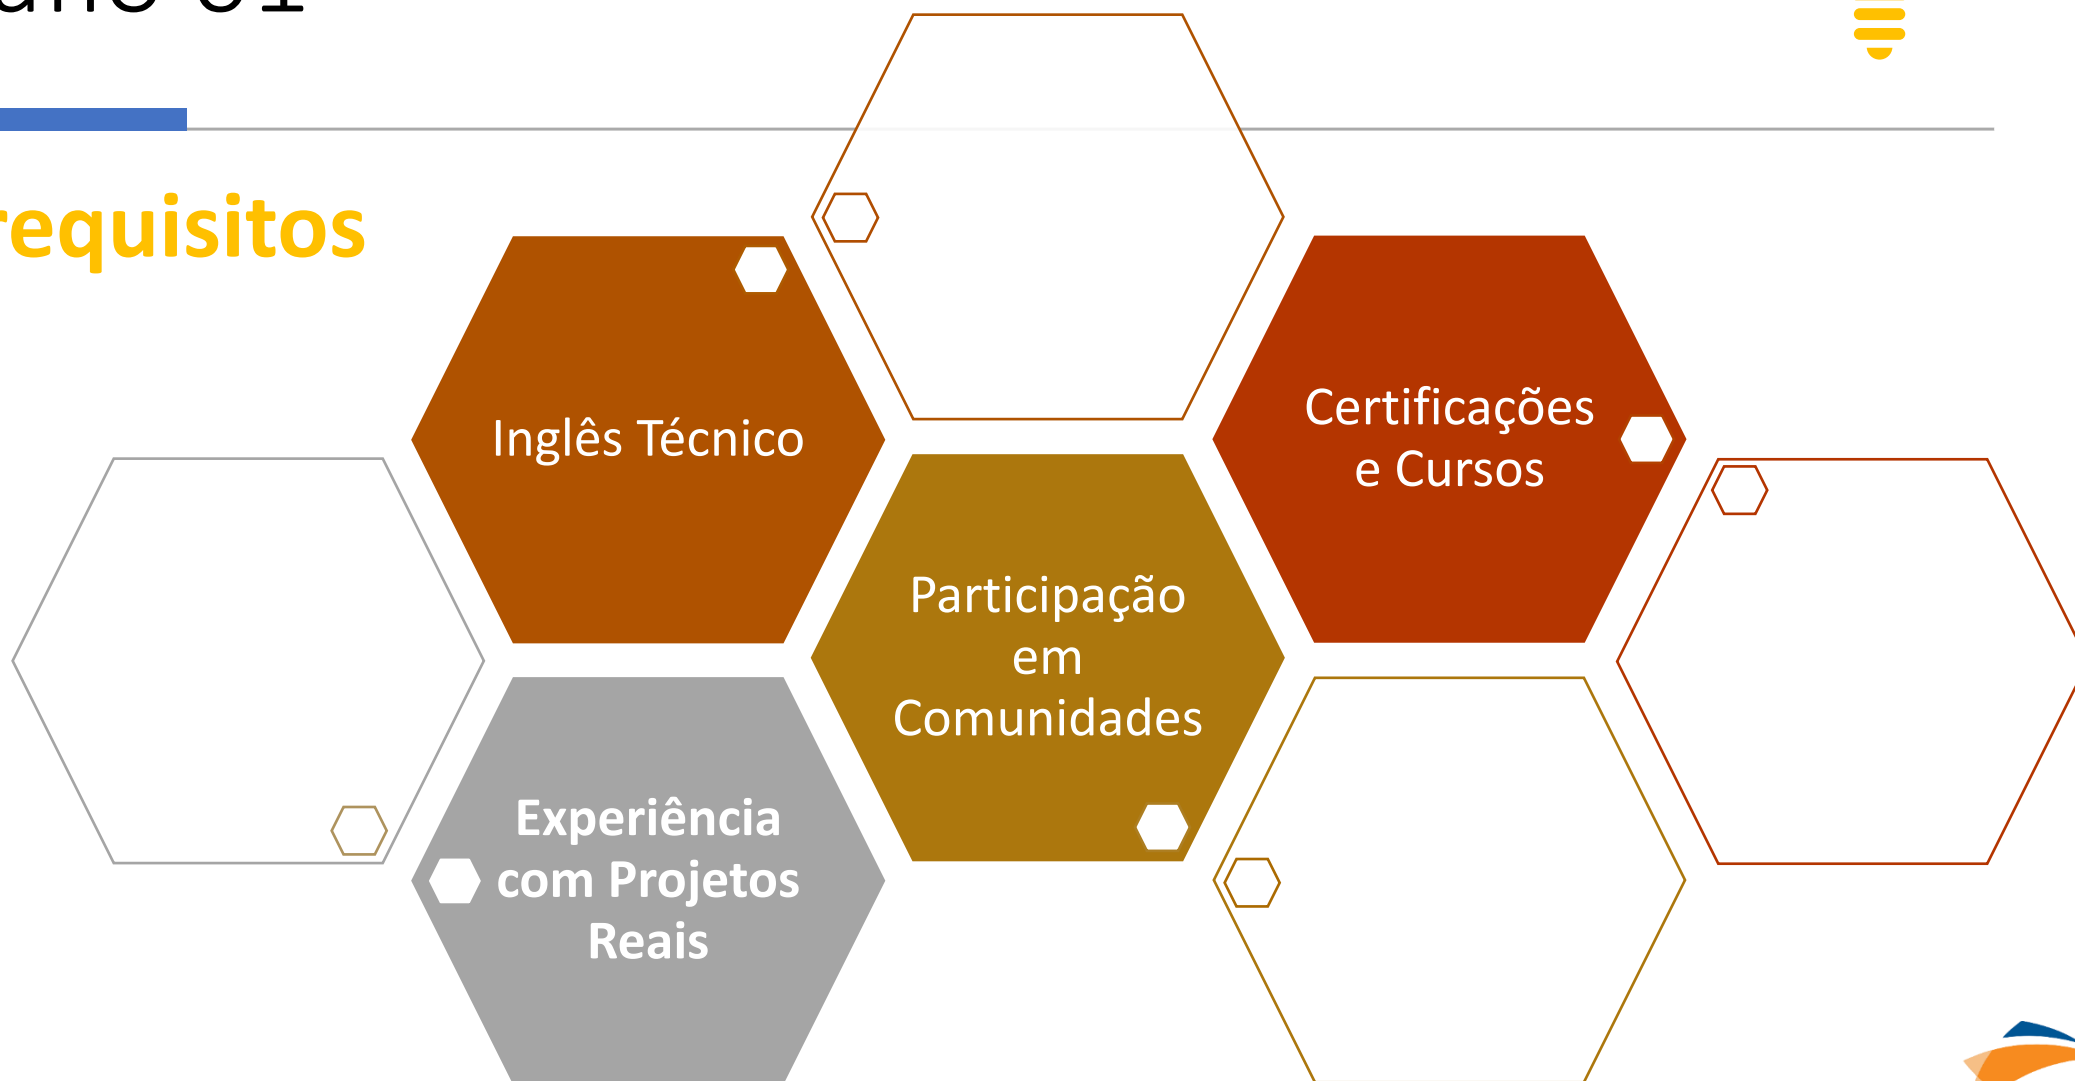 requisitos
Inglês Técnico
Certificações
e Cursos
Participação
em
Comunidades
Experiência
com Projetos
Reais